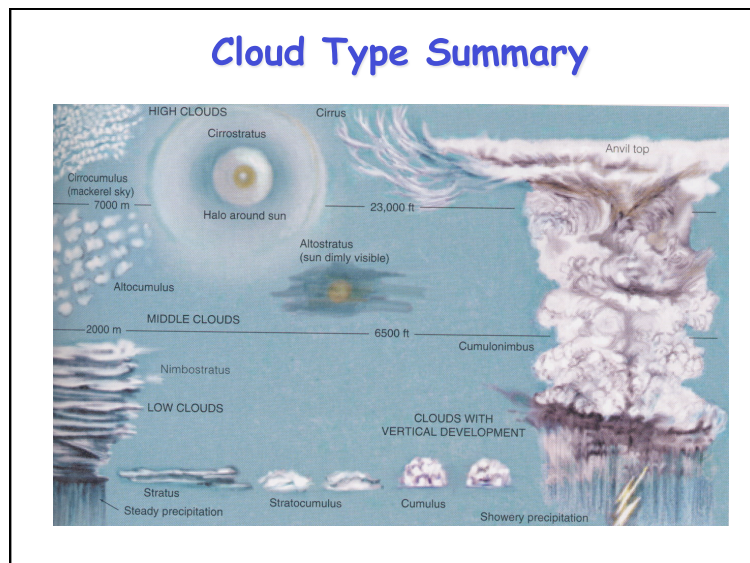 Cloud Type Summary
HIGH CLOUDS
Cirrus
Cirrostratus
Anvil top
Cirrocumulus
(mackerel sky)
7000 m
23,000 ft
Halo around sun
Altostratus
(sun dimly visible)
Altocumulus
MIDDLE CLOUDS
2000 m
6500 ft
Cumulonimbus
Nimbostratus
LOW CLOUDS
CLOUDS WITH
VERTICAL DEVELOPMENT
Stratus
Stratocumulus
Cumulus
Steady precipitation
Showery precipitation